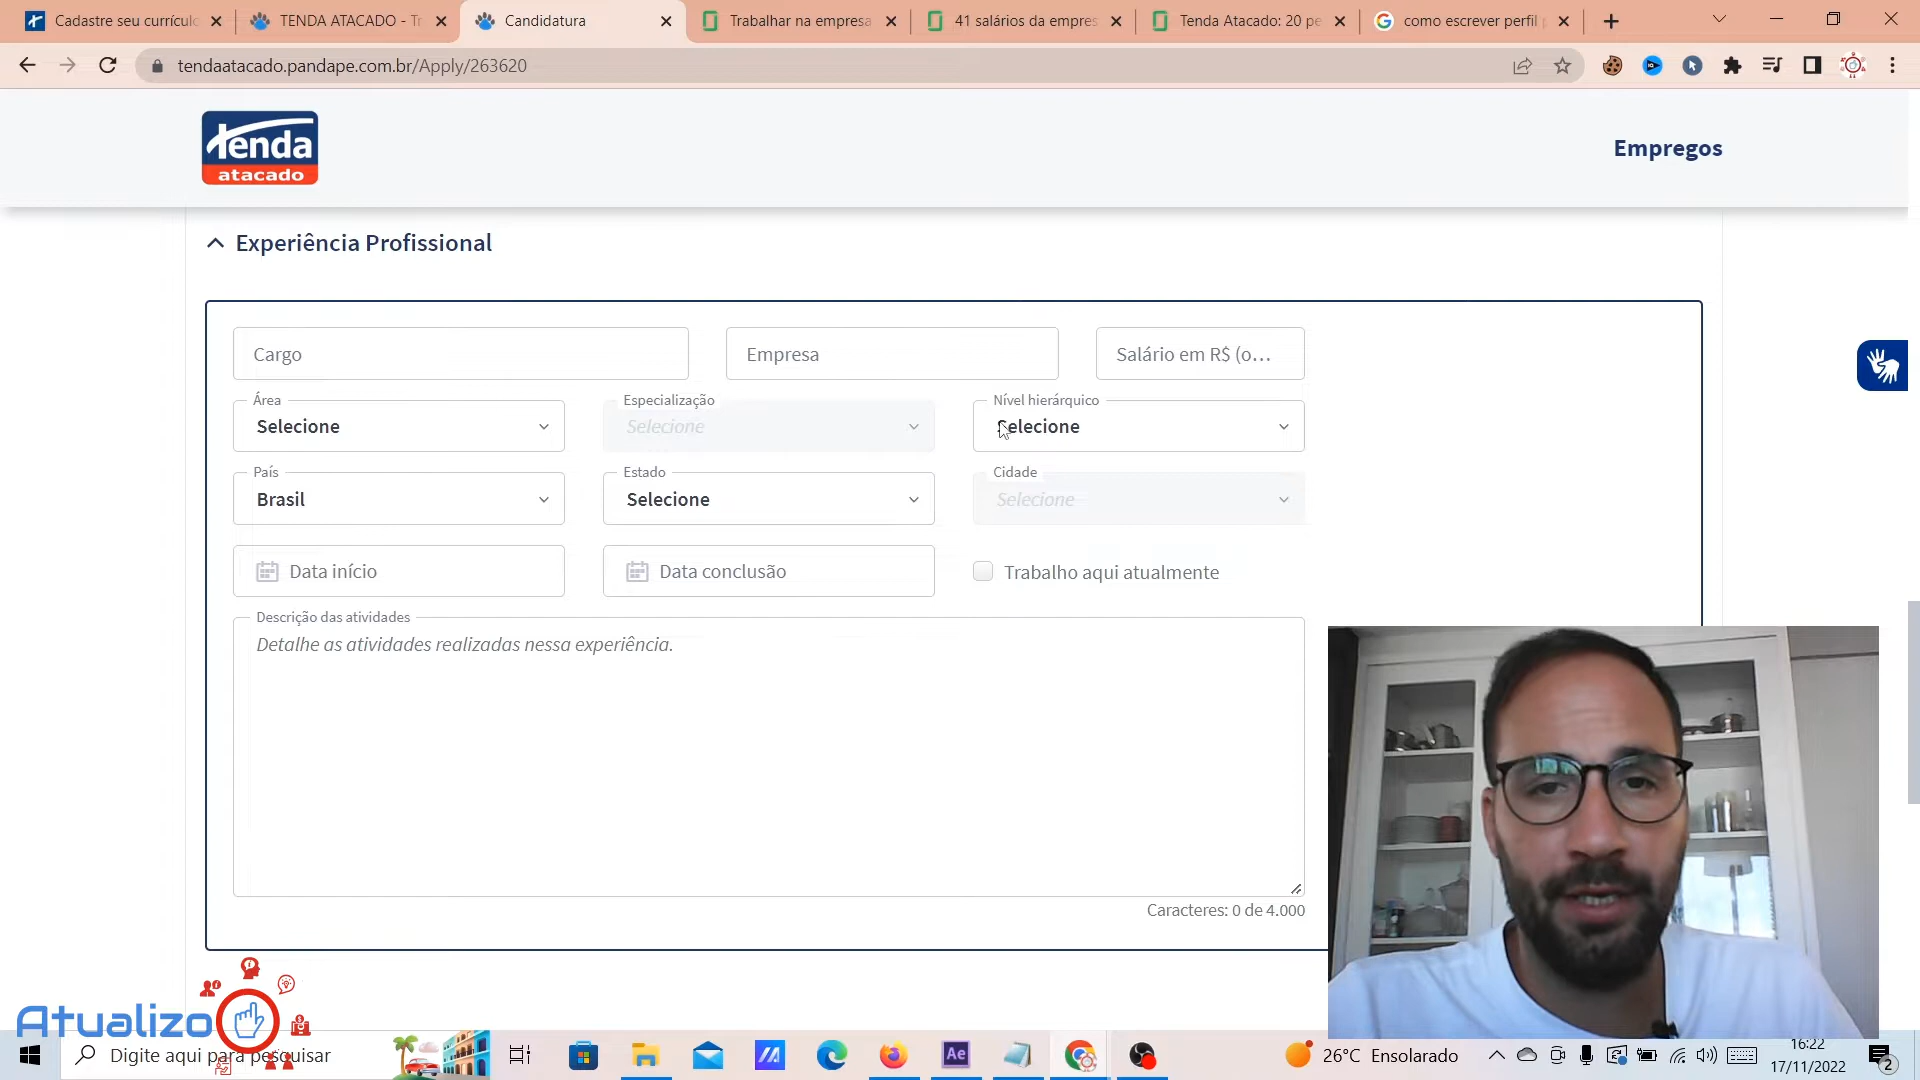 Cadastre seu currículo
TENDA ATACADO - Tr
Candidatura
Trabalhar na empresa
41 salários da empres
Tenda Atacado: 20 pe
como escrever perfil p
tendaatacado.pandape.com.br/Apply/263620
tenda
atacado
Empregos
Experiência Profissional
Cargo
Empresa
Salário em R$ (o...
Área
Especialização
Nível hierárquico
Selecione
Selecione
Selecione
País
Estado
Cidade
Brasil
Selecione
Selecione
Data início
Data conclusão
Trabalho aqui atualmente
Descrição das atividades
Detalhe as atividades realizadas nessa experiência.
Caracteres: 0 de 4.000
Atualizo
Digite aqui para pesquisar
Ae
26°C Ensolarado
16:22
17/11/2022
2